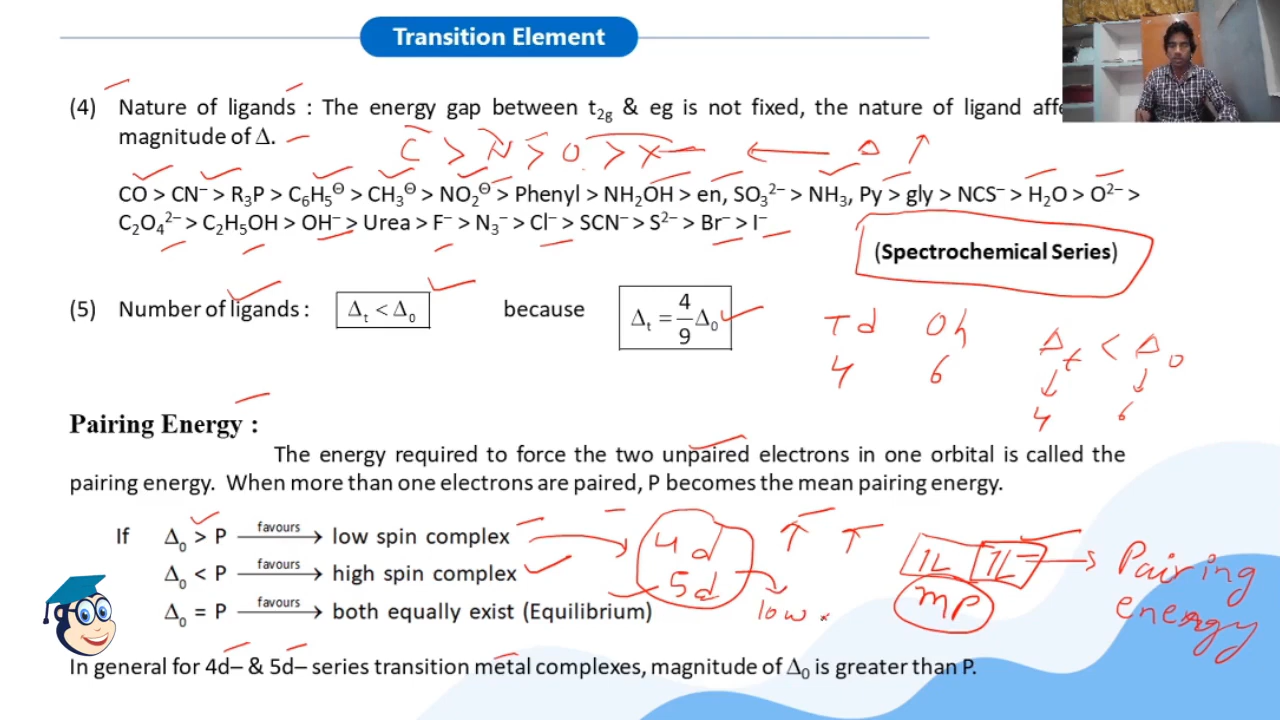 Transition Element
(4) Nature of ligands : The energy gap between t₂g & eg is not fixed, the nature of ligand affe
magnitude of Δ.
C > N > O > X ← Δ ↑
CO > CN⁻ > R₃P > C₆H₅⊖ > CH₃⊖ > NO₂⊖ > Phenyl > NH₂OH > en, SO₃²⁻ > NH₃, Py > gly > NCS⁻ > H₂O > O²⁻ >
C₂O₄²⁻ > C₂H₅OH > OH⁻ > Urea > F⁻ > N₃⁻ > Cl⁻ > SCN⁻ > S²⁻ > Br⁻ > I⁻
(Spectrochemical Series)
(5) Number of ligands : Δt < Δ₀ because Δt = 4/9 Δ₀
Td Oh Δt < Δo
4 6 ↓ ↓
4 6
Pairing Energy :
The energy required to force the two unpaired electrons in one orbital is called the
pairing energy. When more than one electrons are paired, P becomes the mean pairing energy.
If Δ₀ > P favours→ low spin complex 4d ↑ ↑ 1L 1L → Pairing
Δ₀ < P favours→ high spin complex 5d low MP energy
Δ₀ = P favours→ both equally exist (Equilibrium)
In general for 4d– & 5d– series transition metal complexes, magnitude of Δ₀ is greater than P.